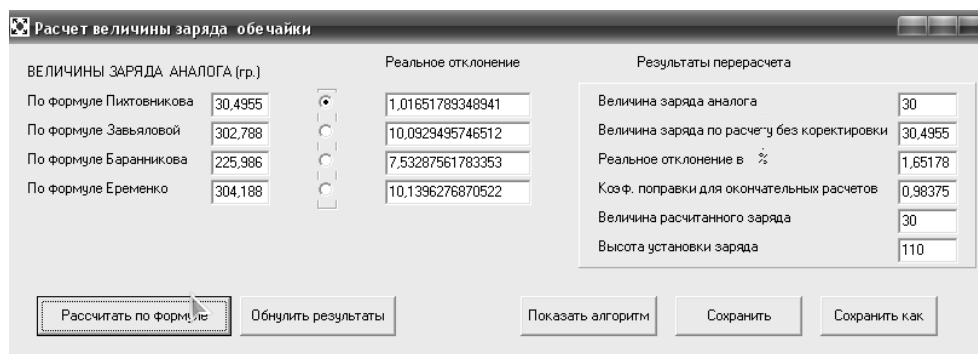 Расчет величины заряда обечайки
ВЕЛИЧИНЫ ЗАРЯДА АНАЛОГА (гр.)
По формуле Пихтовникова 30,4955
По формуле Завьяловой 302,788
По формуле Баранникова 225,986
По формуле Еременко 304,188
Реальное отклонение
1,01651789348941
10,0929495746512
7,53287561783353
10,1396276870522
Результаты перерасчета
Величина заряда аналога 30
Величина заряда по расчету без коректировки 30,4955
Реальное отклонение в % 1,65178
Коэф. поправки для окончательных расчетов 0,98375
Величина расчитанного заряда 30
Высота установки заряда 110
Рассчитать по формуле
Обнулить результаты
Показать алгоритм
Сохранить
Сохранить как